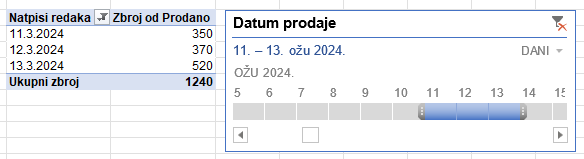 Natpisi redaka Zbroj od Prodano
11.3.2024 350
12.3.2024 370
13.3.2024 520
Ukupni zbroj 1240
Datum prodaje
11. – 13. ožu 2024. DANI
OŽU 2024.
5 6 7 8 9 10 11 12 13 14 15